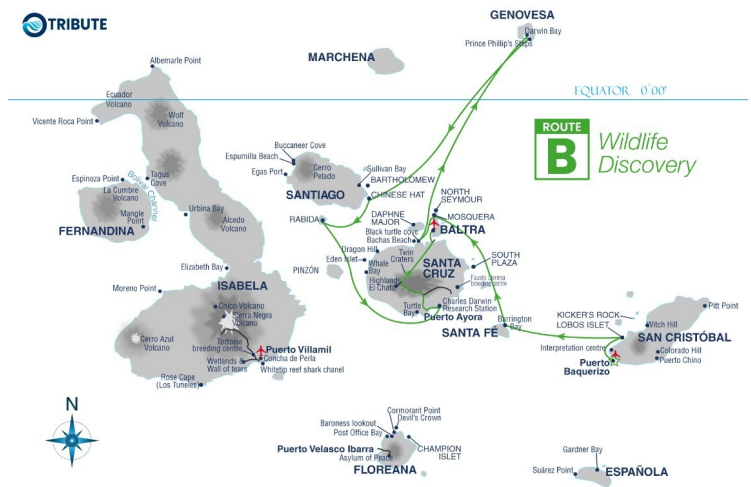 TRIBUTE
GENOVESA
Darwin Bay
Prince Phillip's Steps
MARCHENA
Albemarle Point
EQUATOR 0°00'
Ecuador
Volcano
Wolf
Volcano
Vicente Roca Point
ROUTE
B
Wildlife
Discovery
Buccaneer Cove
Espumilla Beach
Cerro
Pelado
Egas Port
Sullivan Bay
BARTHOLOMEW
SANTIAGO
CHINESE HAT
Espinoza Point
Tagus
Cove
La Cumbre
Volcano
Bolivar Channel
Mangle
Point
FERNANDINA
Urbina Bay
Alcedo
Volcano
RABIDA
NORTH
SEYMOUR
MOSQUERA
DAPHNE
MAJOR
BALTRA
Black turtle cove
Bachas Beach
Dragon Hill
Eden islet
Whale
Bay
Twin
Craters
SANTA
CRUZ
SOUTH
PLAZA
PINZÓN
Highlands
El Chato
Fausto Llerena
breeding centre
Elizabeth Bay
ISABELA
Moreno Point
Chico Volcano
Sierra Negra
Volcano
Turtle
Bay
Charles Darwin
Research Station
Puerto Ayora
SANTA FÉ
Barrington
Bay
KICKER'S ROCK
LOBOS ISLET
Pitt Point
Witch Hill
SAN CRISTÓBAL
Interpretation centre
Colorado Hill
Puerto Chino
Puerto
Baquerizo
Cerro Azul
Volcano
Tortoise
breeding centre
Puerto Villamil
Concha de Perla
Wetlands
Wall of tears
Whitetip reef shark chanel
Rose Cape
(Los Tuneles)
N
Cormorant Point
Devil's Crown
Baroness lookout
Post Office Bay
Puerto Velasco Ibarra
Asylum of Peace
CHAMPION
ISLET
FLOREANA
Gardner Bay
Suárez Point
ESPAÑOLA